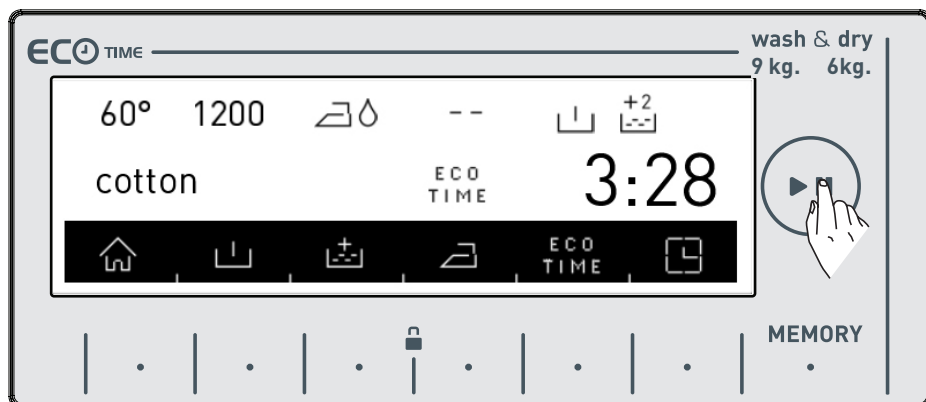 ECO TIME
wash & dry
9 kg. 6kg.
60° 1200 -- +2
cotton ECO TIME 3:28
ECO TIME
MEMORY